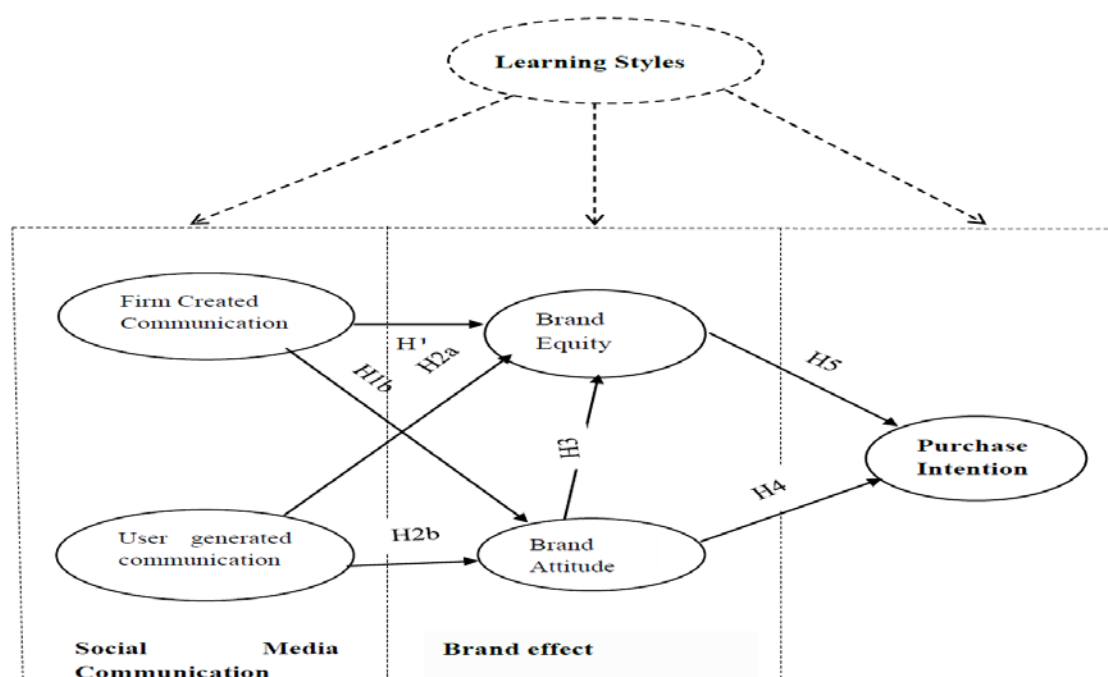 Learning Styles
Firm Created
Communication
Brand
Equity
H'
H2a
H1b
H5
H3
Purchase
Intention
H4
User generated
communication
H2b
Brand
Attitude
Social Media
Communication
Brand effect